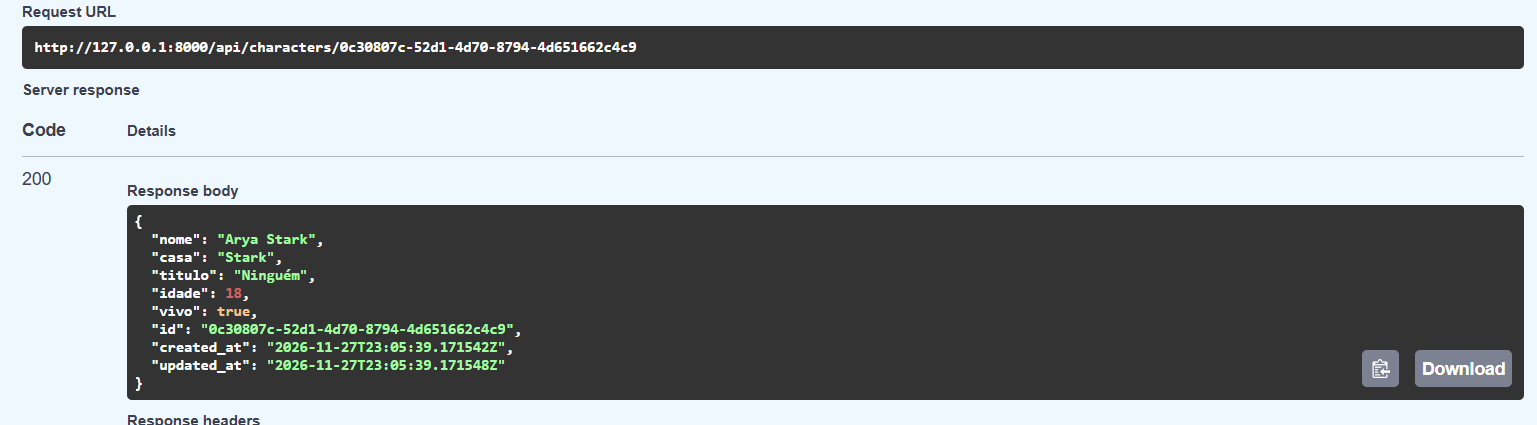 Request URL
http://127.0.0.1:8000/api/characters/0c30807c-52d1-4d70-8794-4d651662c4c9
Server response
Code Details
200
Response body
{
  "nome": "Arya Stark",
  "casa": "Stark",
  "titulo": "Ninguém",
  "idade": 18,
  "vivo": true,
  "id": "0c30807c-52d1-4d70-8794-4d651662c4c9",
  "created_at": "2026-11-27T23:05:39.171542Z",
  "updated_at": "2026-11-27T23:05:39.171548Z"
}
Download
Response headers